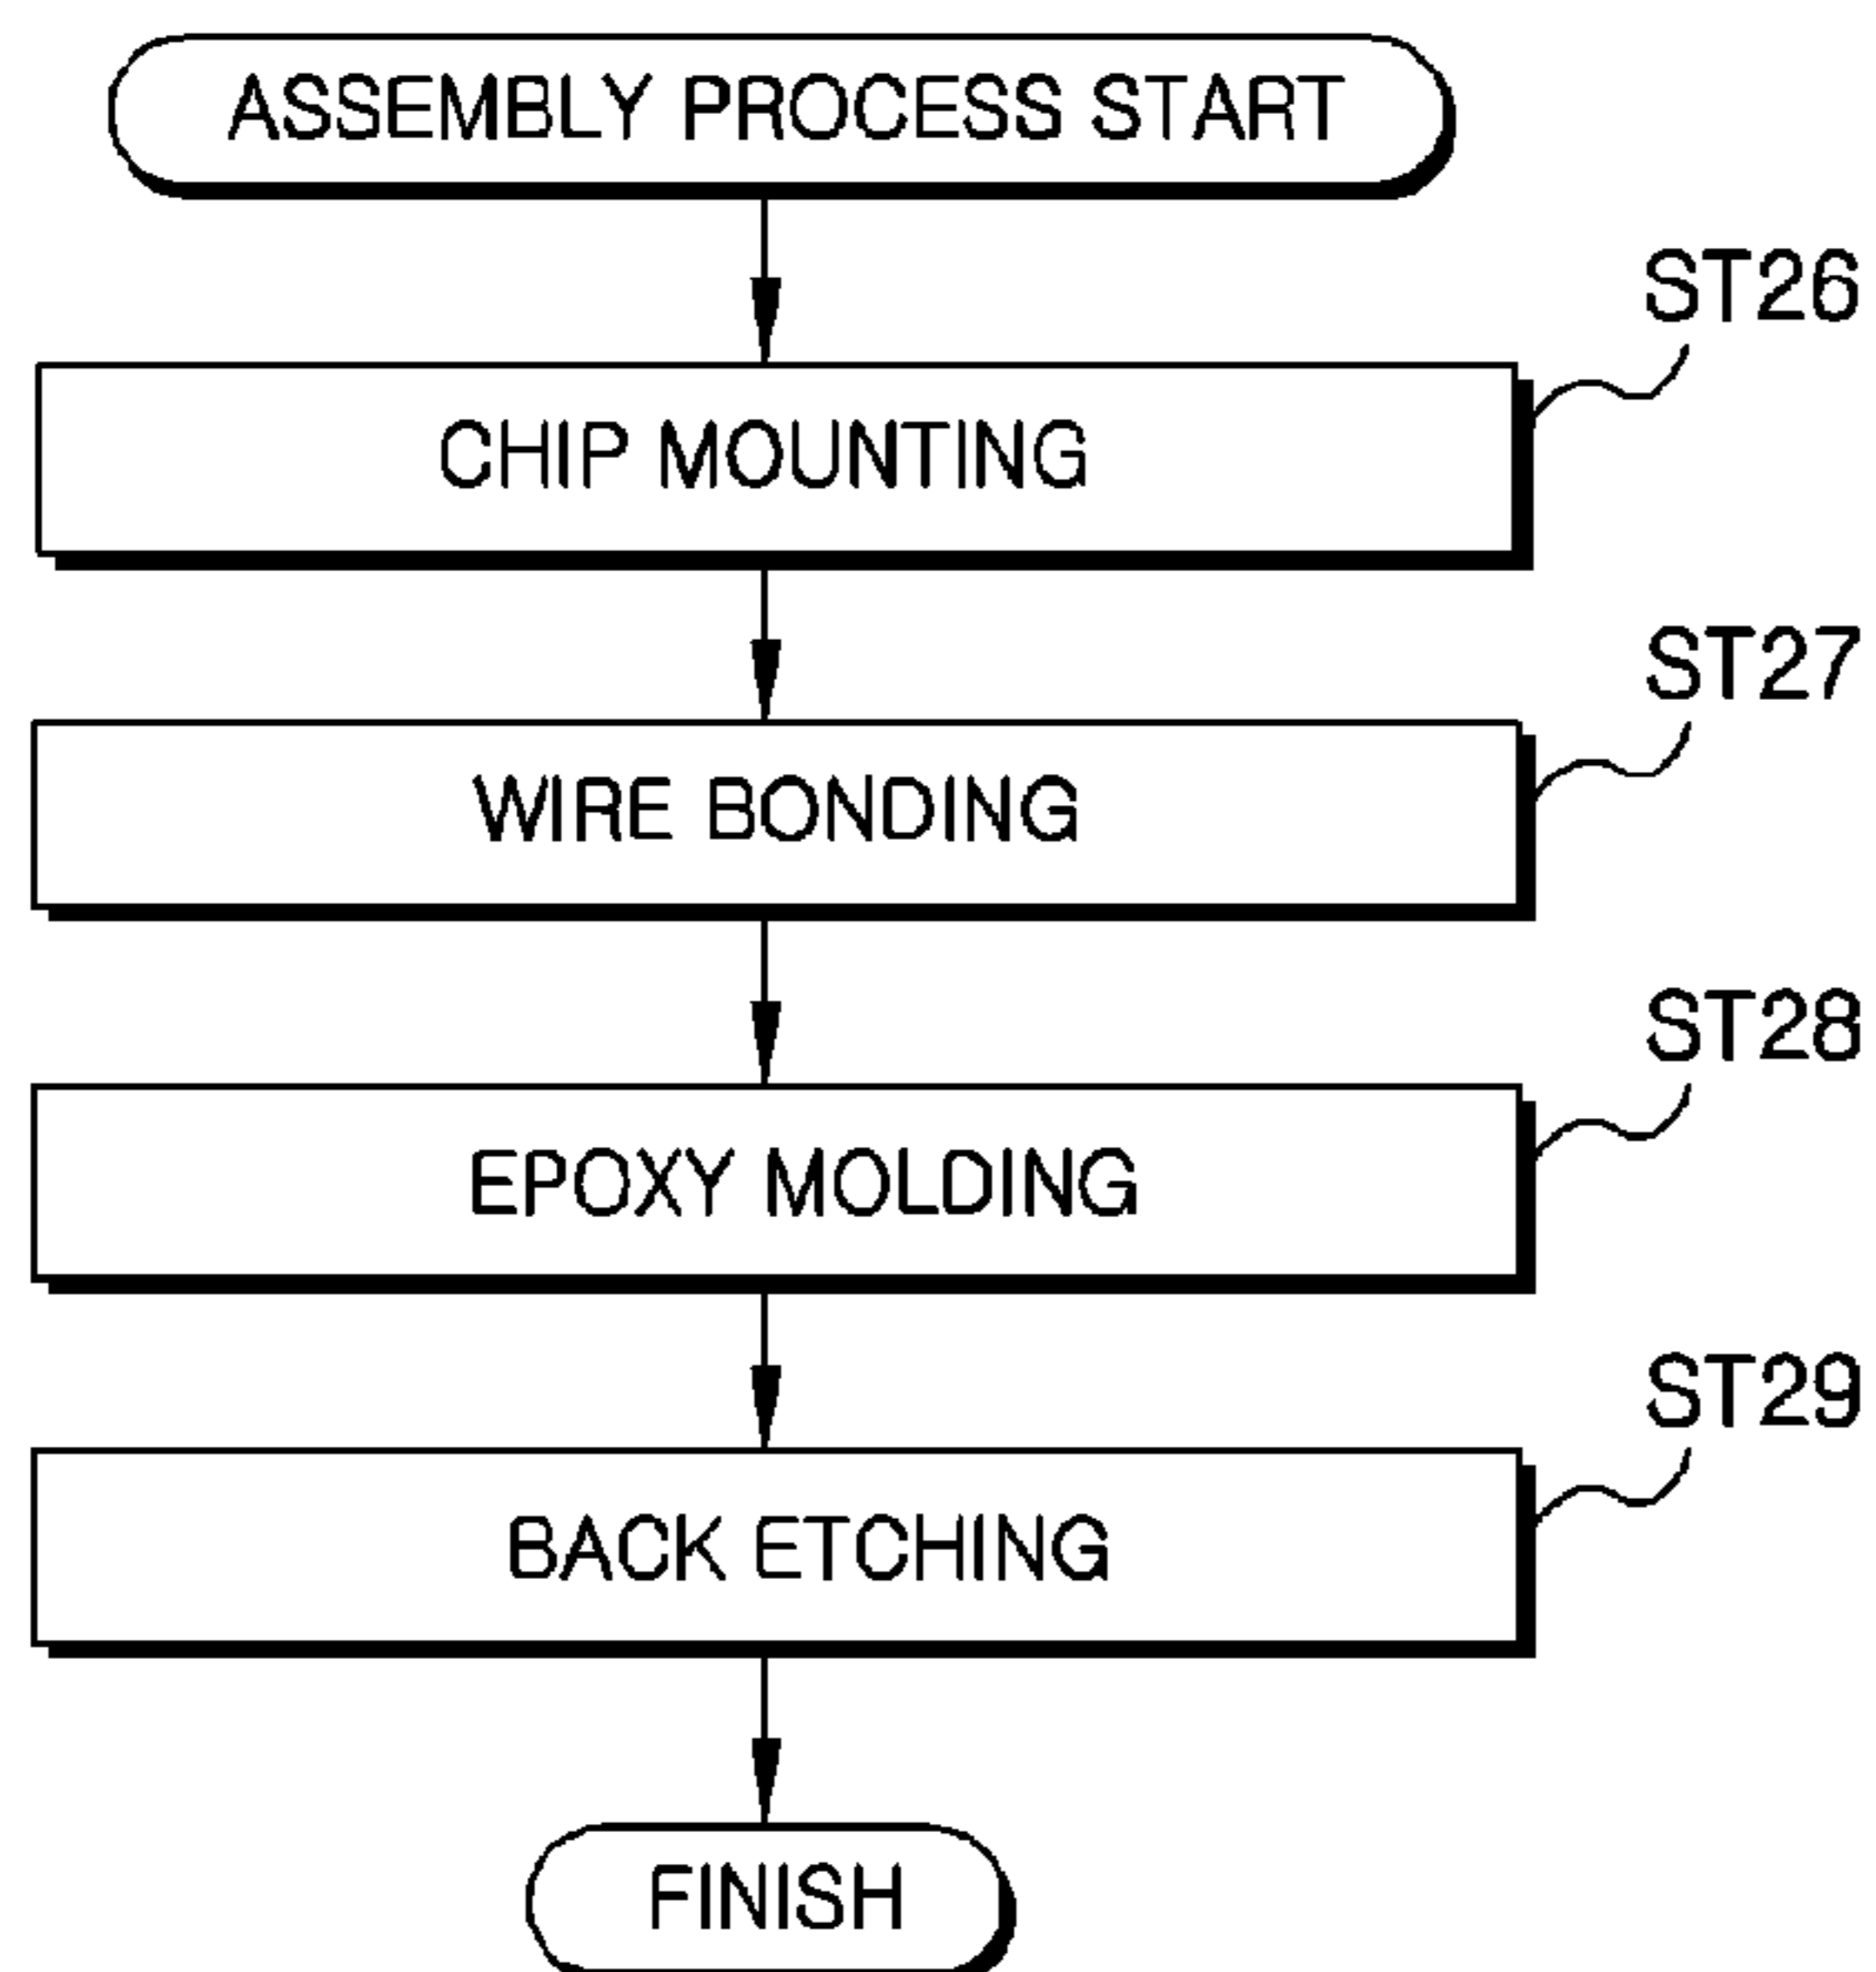 ASSEMBLY PROCESS START
ST26
CHIP MOUNTING
ST27
WIRE BONDING
ST28
EPOXY MOLDING
ST29
BACK ETCHING
FINISH